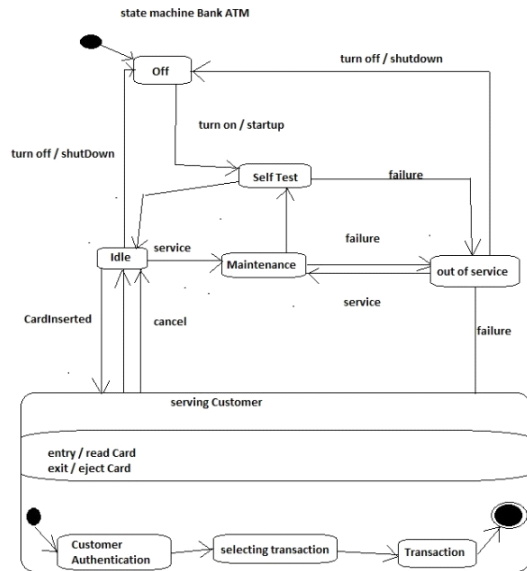 state machine Bank ATM
Off
turn off / shutdown
turn on / startup
turn off / shutDown
Self Test
failure
Idle
service
Maintenance
failure
out of service
service
CardInserted
cancel
failure
serving Customer
entry / read Card
exit / eject Card
Customer
Authentication
selecting transaction
Transaction